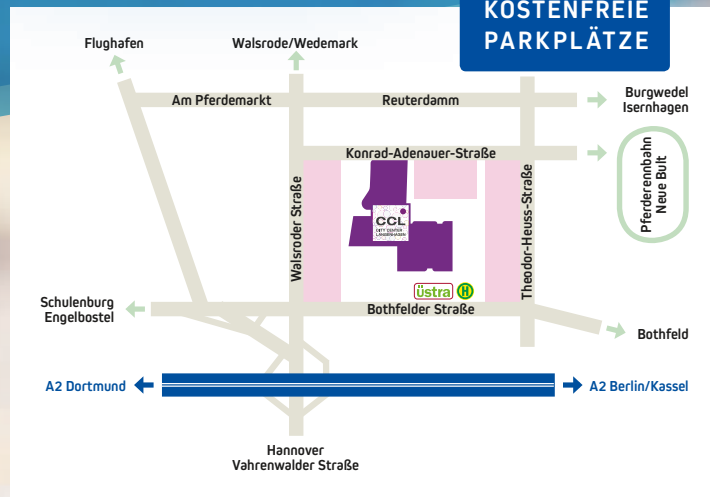 KOSTENFREIE
PARKPLÄTZE
Flughafen
Walsrode/Wedemark
Am Pferdemarkt
Reuterdamm
Burgwedel
Isernhagen
Konrad-Adenauer-Straße
Pferderennbahn
Neue Bult
Walsroder Straße
Theodor-Heuss-Straße
CCL
CITY CENTER
LANGENHAGEN
üstra
H
Schulenburg
Engelbostel
Bothfelder Straße
Bothfeld
A2 Dortmund
A2 Berlin/Kassel
Hannover
Vahrenwalder Straße